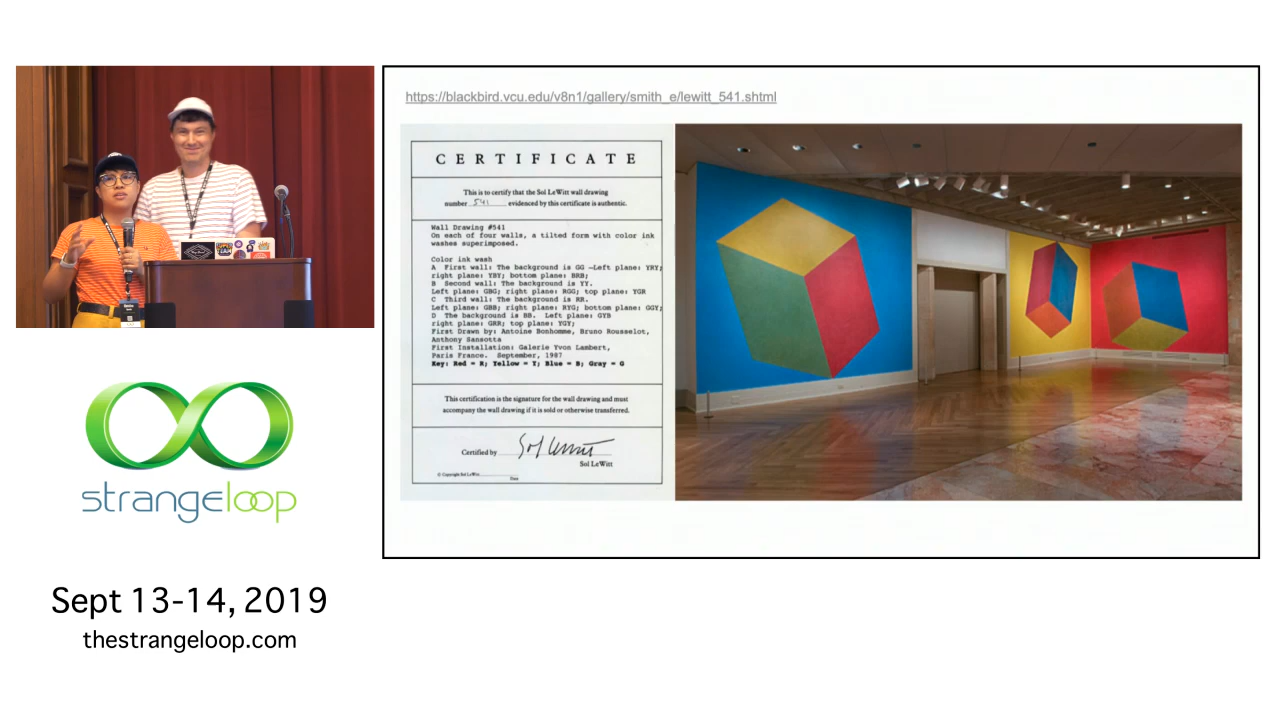 https://blackbird.vcu.edu/v8n1/gallery/smith_e/lewitt_541.shtml
CERTIFICATE
This is to certify that the Sol LeWitt wall drawing
number 541 evidenced by this certificate is authentic.
Wall Drawing #541
On each of four walls, a tilted form with color ink
washes superimposed.
Color ink wash
A First wall: The background is GG —Left plane: YRY;
right plane: YBY; bottom plane: BRB;
B Second wall: The background is YY.
Left plane: GBG; right plane: RGG; top plane: YGR
C Third wall: The background is RR.
Left plane: GBB; right plane: RYG; bottom plane: GGY;
D The background is BB. Left plane: GYB
right plane: GRR; top plane: YGY;
First Drawn by: Antoine Bonhomme, Bruno Rousselot,
Anthony Sansotta
First Installation: Galerie Yvon Lambert,
Paris France. September, 1987
Key: Red = R; Yellow = Y; Blue = B; Gray = G
This certification is the signature for the wall drawing and must
accompany the wall drawing if it is sold or otherwise transferred.
Certified by Sol LeWitt
Sol LeWitt
© Copyright Sol LeWitt
Date
strangeloop
Sept 13-14, 2019
thestrangeloop.com